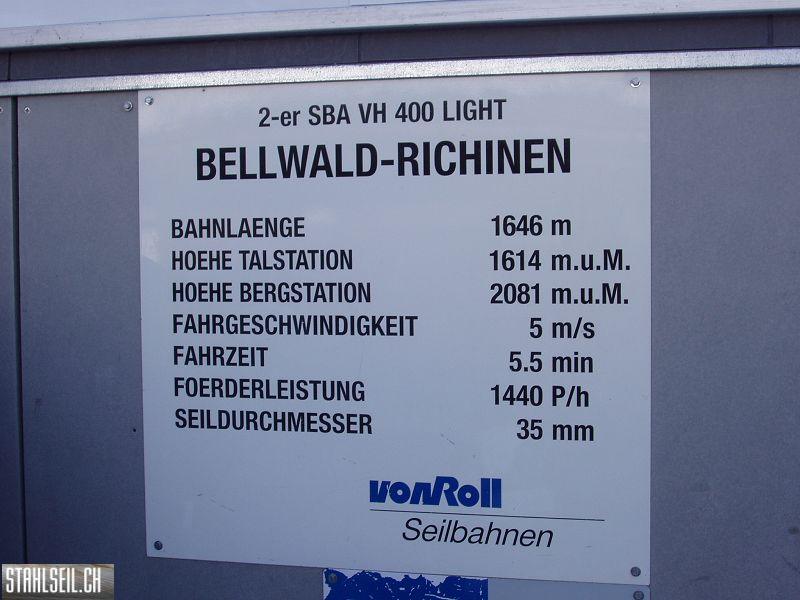 2-er SBA VH 400 LIGHT
BELLWALD-RICHINEN
BAHNLAENGE 1646 m
HOEHE TALSTATION 1614 m.u.M.
HOEHE BERGSTATION 2081 m.u.M.
FAHRGESCHWINDIGKEIT 5 m/s
FAHRZEIT 5.5 min
FOERDERLEISTUNG 1440 P/h
SEILDURCHMESSER 35 mm
vonRoll
Seilbahnen
STAHLSEIL.CH